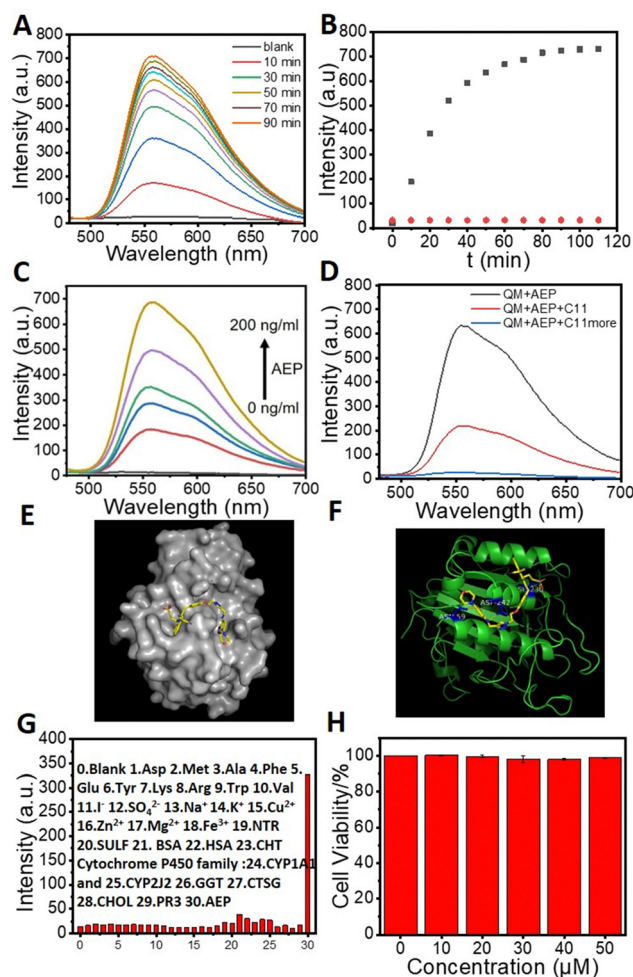 A
Intensity (a.u.)
800
700
600
500
400
300
200
100
0
blank
10 min
30 min
50 min
70 min
90 min
500 550 600 650 700
Wavelength (nm)
B
Intensity (a.u)
800
700
600
500
400
300
200
100
0
0 20 40 60 80 100 120
t (min)
C
Intensity (a.u.)
700
600
500
400
300
200
100
0
200 ng/ml
AEP
0 ng/ml
500 550 600 650 700
Wavelength (nm)
D
Intensity (a.u.)
700
600
500
400
300
200
100
0
QM+AEP
QM+AEP+C11
QM+AEP+C11more
500 550 600 650 700
Wavelength (nm)
E
F
G
Intensity (a.u.)
400
350
300
250
200
150
100
50
0
0.Blank 1.Asp 2.Met 3.Ala 4.Phe 5.
Glu 6.Tyr 7.Lys 8.Arg 9.Trp 10.Val
11.I⁻ 12.SO₄²⁻ 13.Na⁺ 14.K⁺ 15.Cu²⁺
16.Zn²⁺ 17.Mg²⁺ 18.Fe³⁺ 19.NTR
20.SULF 21. BSA 22.HSA 23.CHT
Cytochrome P450 family :24.CYP1A1
and 25.CYP2J2 26.GGT 27.CTSG
28.CHOL 29.PR3 30.AEP
0 5 10 15 20 25 30
H
Cell Viability/%
100
80
60
40
20
0
0 10 20 30 40 50
Concentration (μM)